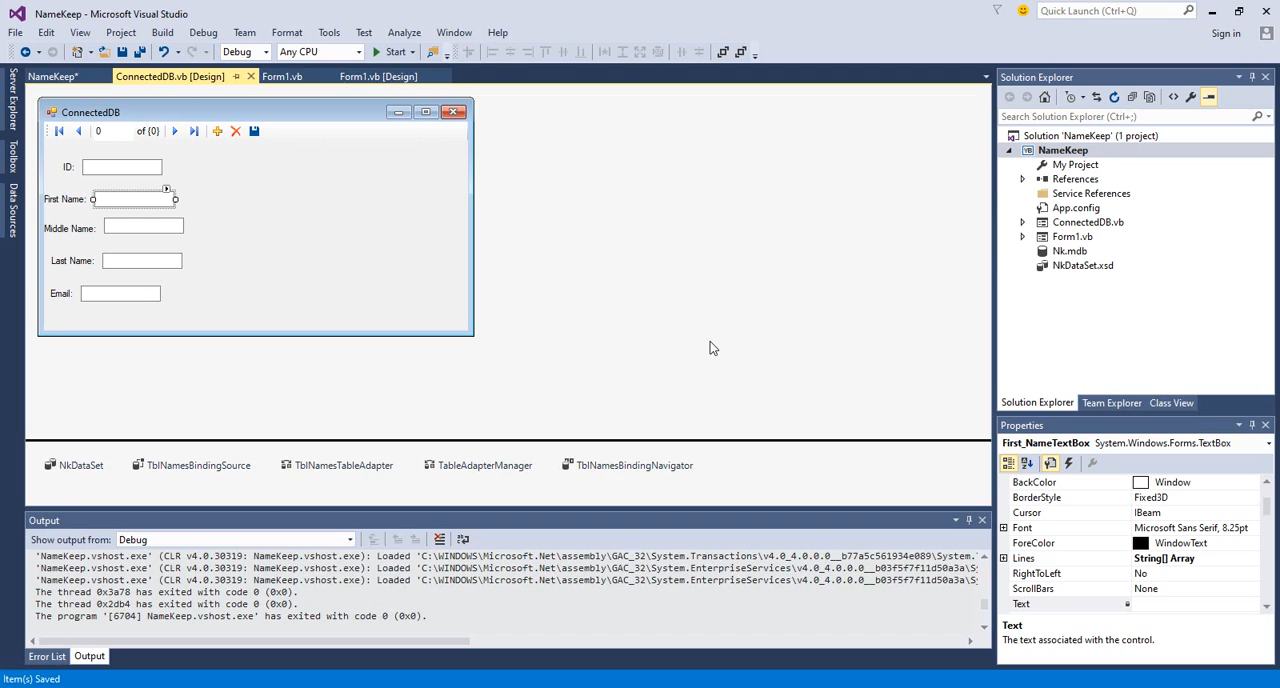 NameKeep - Microsoft Visual Studio
Quick Launch (Ctrl+Q)
File Edit View Project Build Debug Team Format Tools Test Analyze Window Help
Sign in
Debug Any CPU Start
NameKeep* ConnectedDB.vb [Design] Form1.vb Form1.vb [Design]
Server Explorer
Toolbox
Data Sources
ConnectedDB
0 of {0}
ID:
First Name:
Middle Name:
Last Name:
Email:
NkDataSet TblNamesBindingSource TblNamesTableAdapter TableAdapterManager TblNamesBindingNavigator
Output
Show output from: Debug
'NameKeep.vshost.exe' (CLR v4.0.30319: NameKeep.vshost.exe): Loaded 'C:\WINDOWS\Microsoft.Net\assembly\GAC_32\System.Transactions\v4.0_4.0.0.0__b77a5c561934e089\System.
'NameKeep.vshost.exe' (CLR v4.0.30319: NameKeep.vshost.exe): Loaded 'C:\WINDOWS\Microsoft.Net\assembly\GAC_32\System.EnterpriseServices\v4.0_4.0.0.0__b03f5f7f11d50a3a\Sy
'NameKeep.vshost.exe' (CLR v4.0.30319: NameKeep.vshost.exe): Loaded 'C:\WINDOWS\Microsoft.Net\assembly\GAC_32\System.EnterpriseServices\v4.0_4.0.0.0__b03f5f7f11d50a3a\Sy
The thread 0x3a78 has exited with code 0 (0x0).
The thread 0x2db4 has exited with code 0 (0x0).
The program '[6704] NameKeep.vshost.exe' has exited with code 0 (0x0).
Error List Output
Item(s) Saved
Solution Explorer
Search Solution Explorer (Ctrl+;)
Solution 'NameKeep' (1 project)
NameKeep
My Project
References
Service References
App.config
ConnectedDB.vb
Form1.vb
Nk.mdb
NkDataSet.xsd
Solution Explorer Team Explorer Class View
Properties
First_NameTextBox System.Windows.Forms.TextBox
BackColor Window
BorderStyle Fixed3D
Cursor IBeam
Font Microsoft Sans Serif, 8.25pt
ForeColor WindowText
Lines String[] Array
RightToLeft No
ScrollBars None
Text
Text
The text associated with the control.